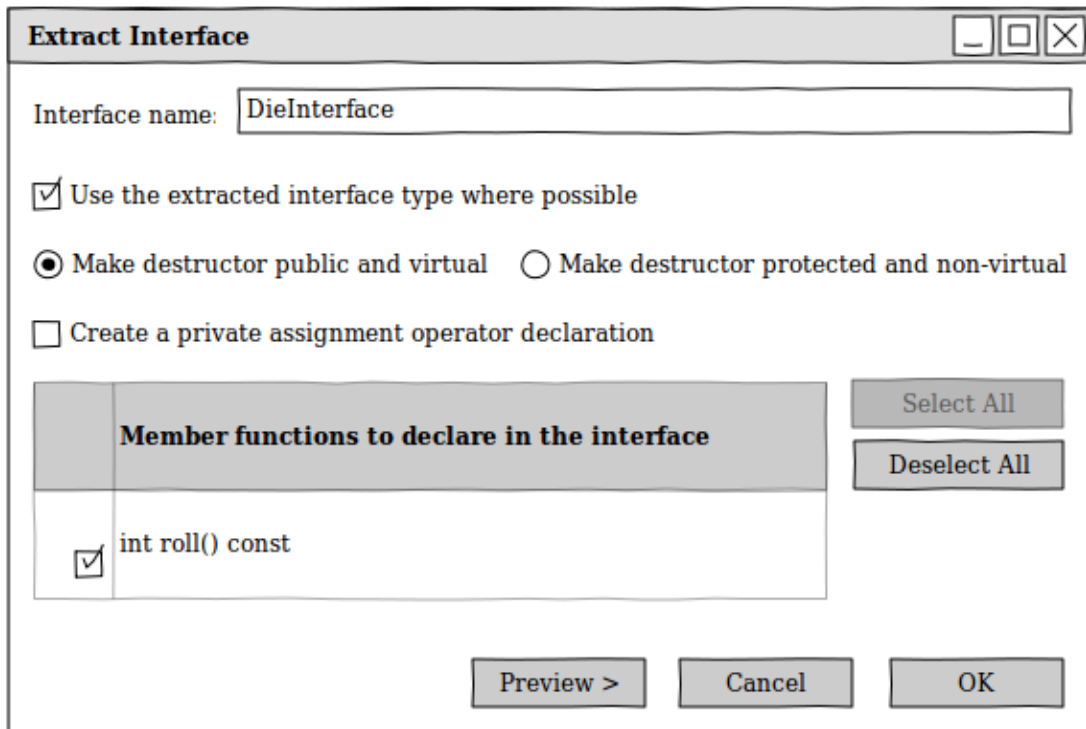 Extract Interface
Interface name: DieInterface
Use the extracted interface type where possible
Make destructor public and virtual Make destructor protected and non-virtual
Create a private assignment operator declaration
Select All
Member functions to declare in the interface
Deselect All
int roll() const
Preview > Cancel OK